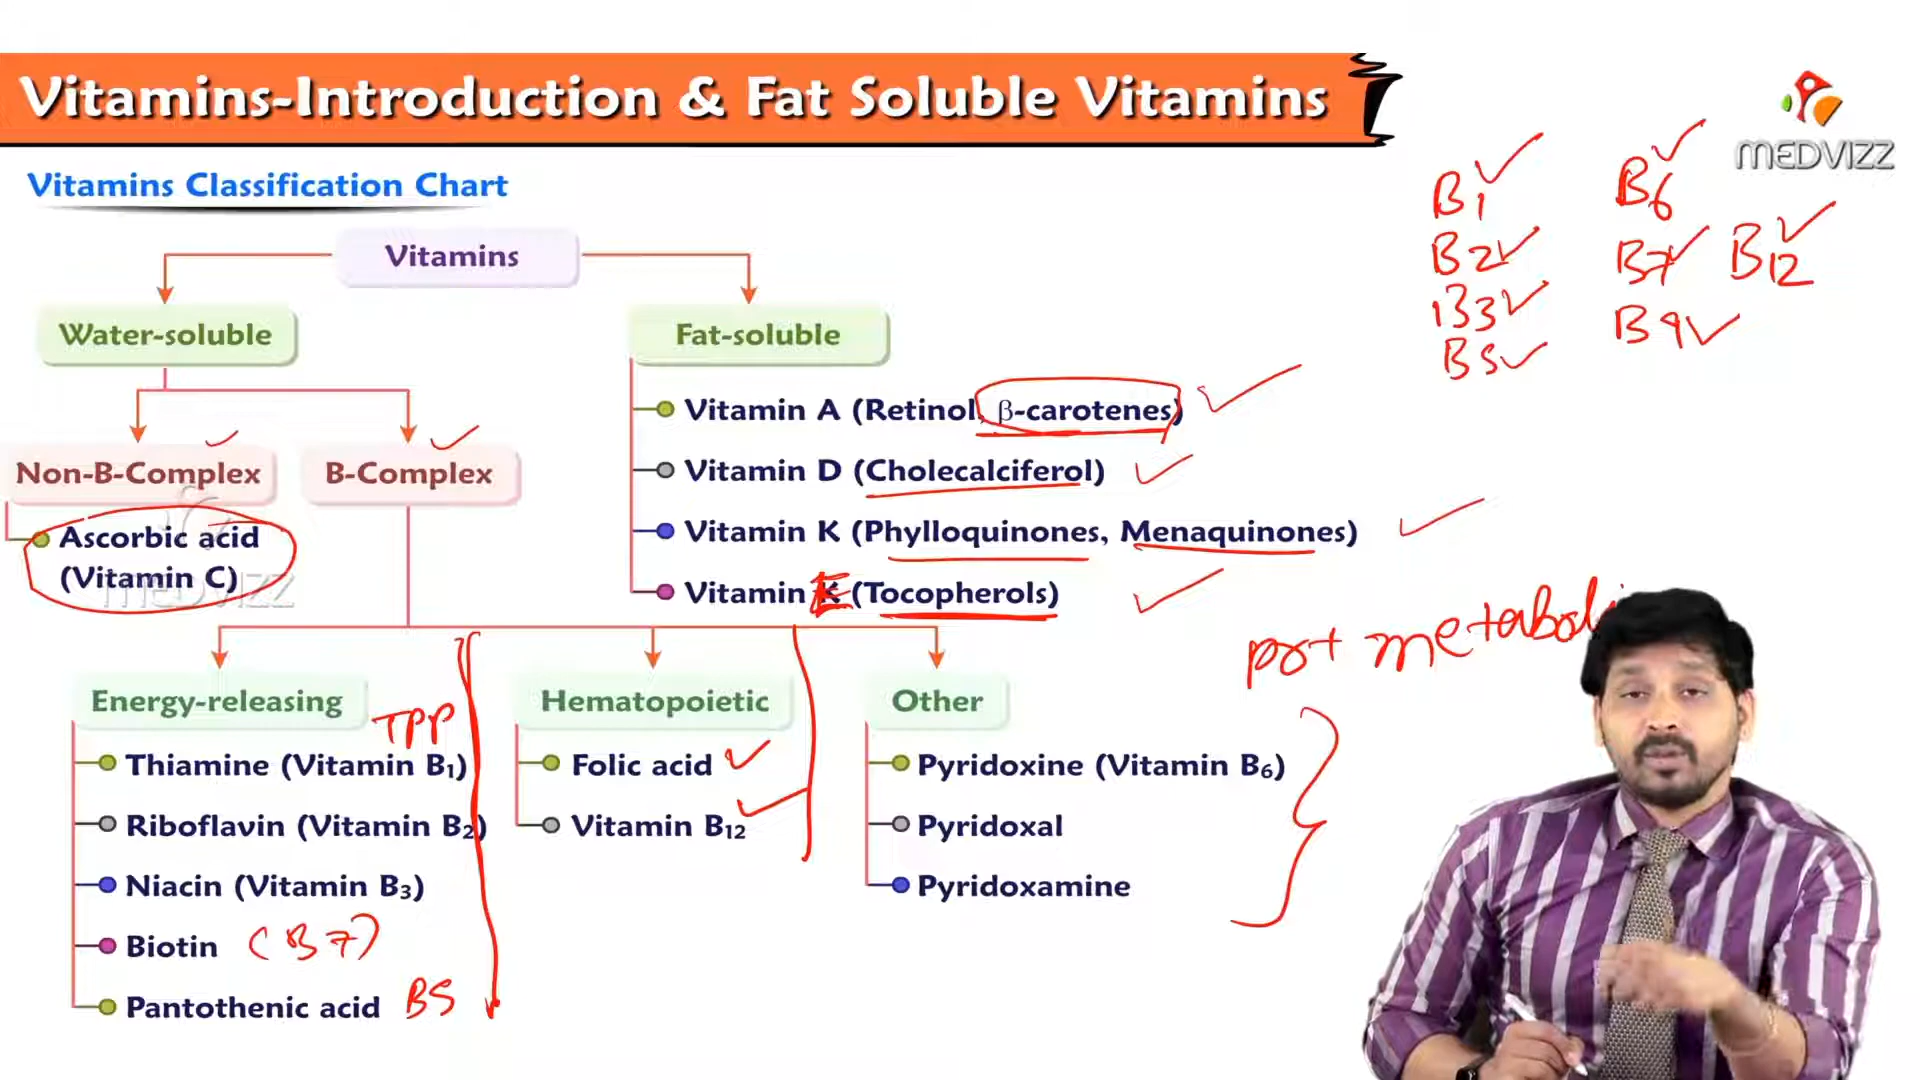 Vitamins-Introduction & Fat Soluble Vitamins
MEDVIZZ
Vitamins Classification Chart
B1 B6
B2 B7 B12
B3 B9
B5
Vitamins
Water-soluble
Fat-soluble
Vitamin A (Retinol, β-carotenes)
Vitamin D (Cholecalciferol)
Vitamin K (Phylloquinones, Menaquinones)
Vitamin E (Tocopherols)
Non-B-Complex
B-Complex
Ascorbic acid
(Vitamin C)
MEDVIZZ
prt
Energy-releasing
TPP
Thiamine (Vitamin B₁)
Riboflavin (Vitamin B₂)
Niacin (Vitamin B₃)
Biotin (B7)
Pantothenic acid B5
Hematopoietic
Folic acid
Vitamin B₁₂
Other
Pyridoxine (Vitamin B₆)
Pyridoxal
Pyridoxamine